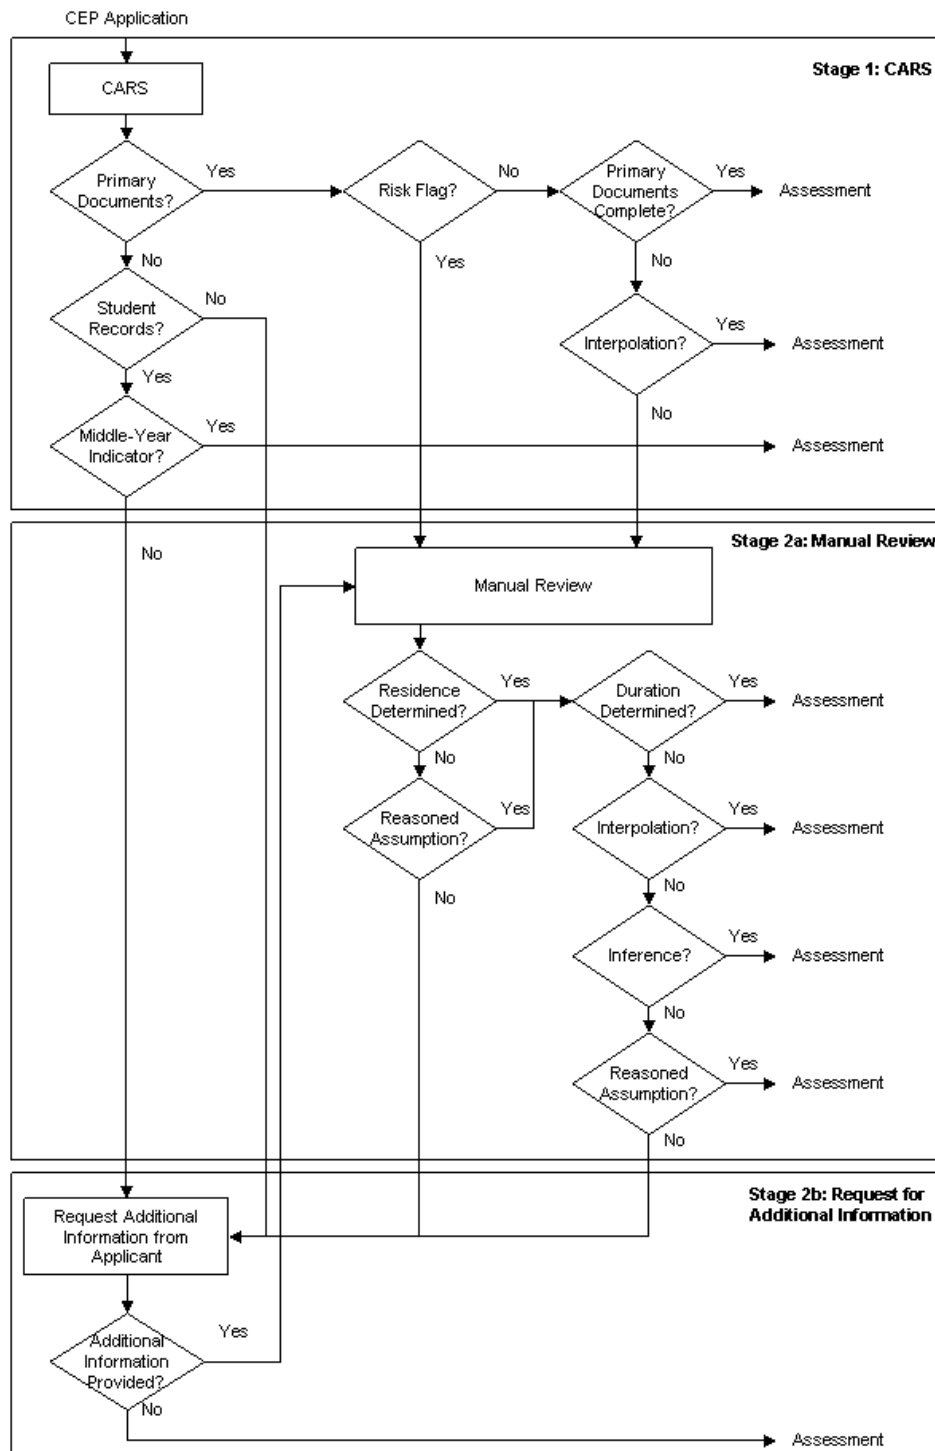 CEP Application
Stage 1: CARS
CARS
Primary
Documents?
Yes
Risk Flag?
No
Primary
Documents
Complete?
Yes
Assessment
No
Yes
No
Student
Records?
No
Interpolation?
Yes
Assessment
Yes
No
Middle-Year
Indicator?
Yes
Assessment
Stage 2a: Manual Review
No
Manual Review
Residence
Determined?
Yes
Duration
Determined?
Yes
Assessment
No
No
Reasoned
Assumption?
Yes
Interpolation?
Yes
Assessment
No
No
Inference?
Yes
Assessment
No
Reasoned
Assumption?
Yes
Assessment
No
Stage 2b: Request for
Additional Information
Request Additional
Information from
Applicant
Additional
Information
Provided?
Yes
No
Assessment